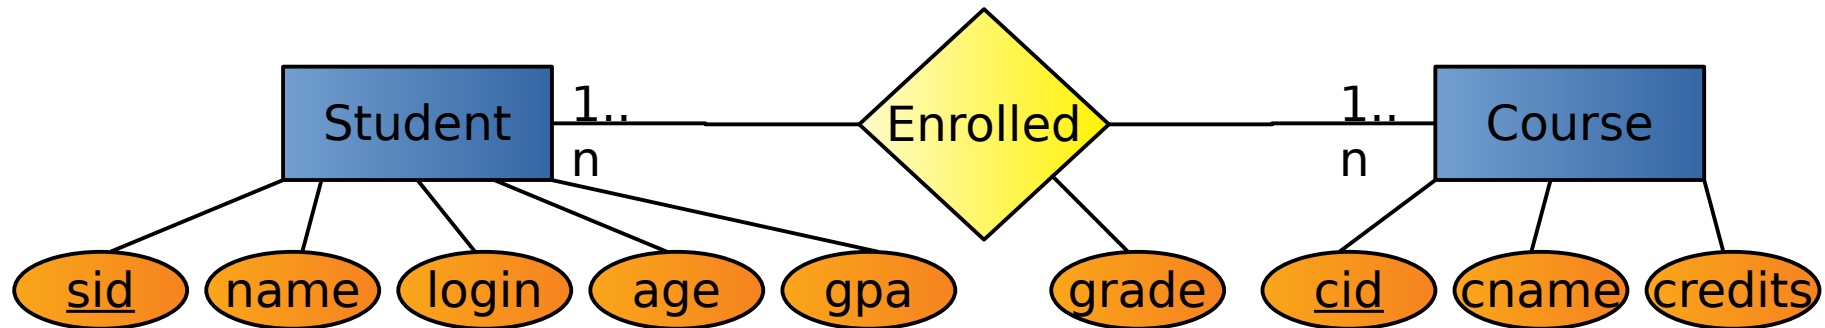 Student
1..
n
Enrolled
1..
n
Course
sid
name
login
age
gpa
grade
cid
cname
credits